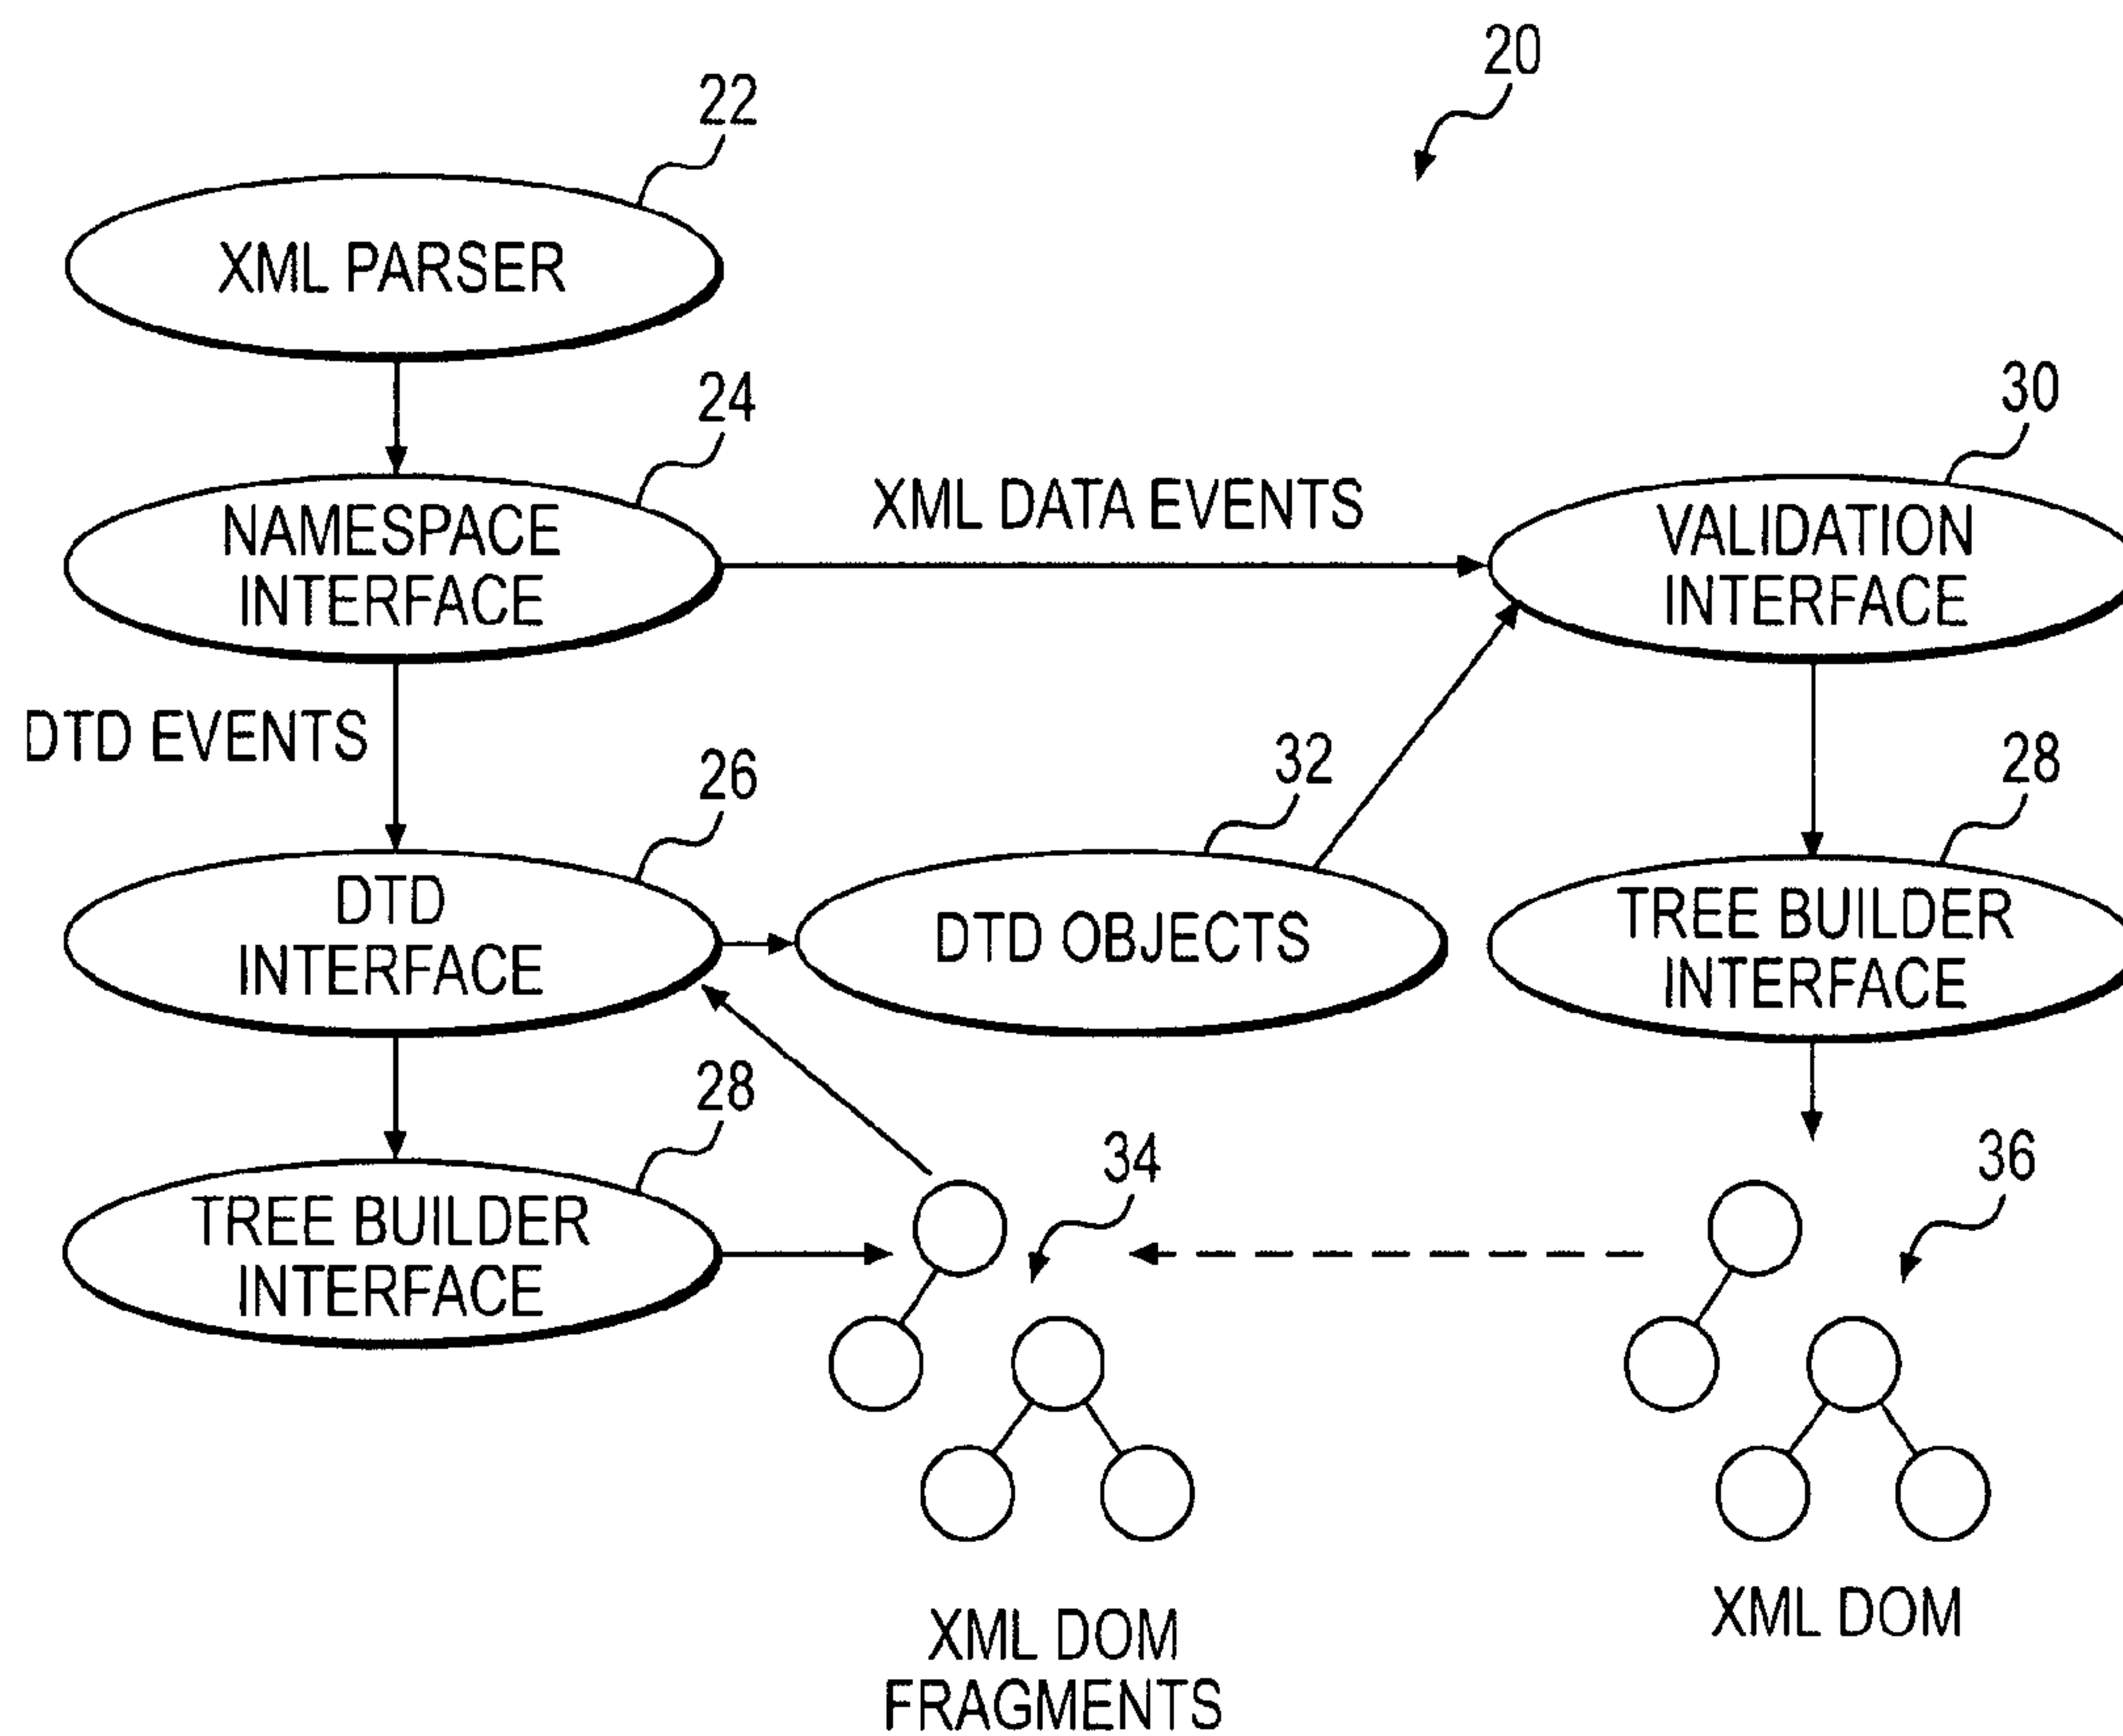 20
22
XML PARSER
24
30
NAMESPACE
INTERFACE
XML DATA EVENTS
VALIDATION
INTERFACE
DTD EVENTS
26
32
28
DTD
INTERFACE
DTD OBJECTS
TREE BUILDER
INTERFACE
28
34
36
TREE BUILDER
INTERFACE
XML DOM
FRAGMENTS
XML DOM